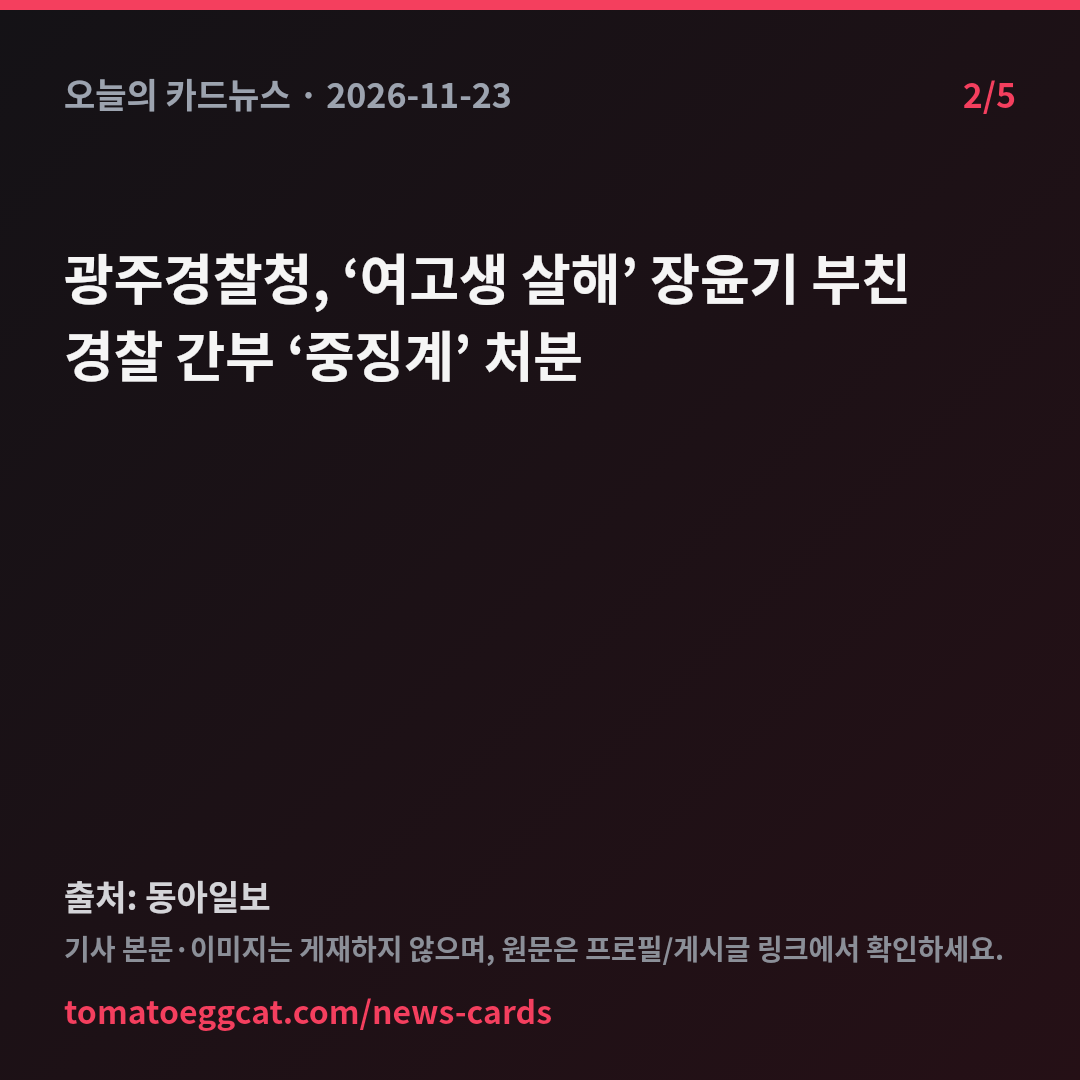 오늘의 카드뉴스 · 2026-11-23
2/5
광주경찰청, ‘여고생 살해’ 장윤기 부친
경찰 간부 ‘중징계’ 처분
출처: 동아일보
기사 본문·이미지는 게재하지 않으며, 원문은 프로필/게시글 링크에서 확인하세요.
tomatoeggcat.com/news-cards